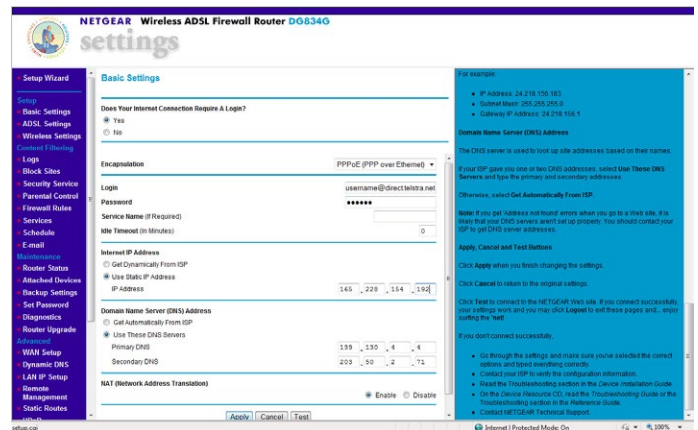 NETGEAR Wireless ADSL Firewall Router DG834G
settings
Setup Wizard
Setup
Basic Settings
ADSL Settings
Wireless Settings
Content Filtering
Logs
Block Sites
Security Service
Parental Control
Firewall Rules
Services
Schedule
E-mail
Maintenance
Router Status
Attached Devices
Backup Settings
Set Password
Diagnostics
Router Upgrade
Advanced
WAN Setup
Dynamic DNS
LAN IP Setup
Remote
Management
Static Routes
Basic Settings
Does Your Internet Connection Require A Login?
Yes
No
Encapsulation PPPoE (PPP over Ethernet)
Login username@direct.telstra.net
Password ••••••
Service Name (If Required)
Idle Timeout (In Minutes) 0
Internet IP Address
Get Dynamically From ISP
Use Static IP Address
IP Address 165 . 228 . 154 . 192
Domain Name Server (DNS) Address
Get Automatically From ISP
Use These DNS Servers
Primary DNS 139 . 130 . 4 . 4
Secondary DNS 203 . 50 . 2 . 71
NAT (Network Address Translation)
Enable Disable
Apply Cancel Test
For example:
IP Address: 24.218.156.183
Subnet Mask: 255.255.255.0
Gateway IP Address: 24.218.156.1
Domain Name Server (DNS) Address
The DNS server is used to look up site addresses based on their names.
If your ISP gave you one or two DNS addresses, select Use These DNS
Servers and type the primary and secondary addresses.
Otherwise, select Get Automatically From ISP.
Note: If you get 'Address not found' errors when you go to a Web site, it is
likely that your DNS servers aren't set up properly. You should contact your
ISP to get DNS server addresses.
Apply, Cancel and Test Buttons
Click Apply when you finish changing the settings.
Click Cancel to return to the original settings.
Click Test to connect to the NETGEAR Web site. If you connect successfully,
your settings work and you may click Logout to exit these pages and... enjoy
surfing the 'net!
If you don't connect successfully,
Go through the settings and make sure you've selected the correct
options and typed everything correctly.
Contact your ISP to verify the configuration information.
Read the Troubleshooting section in the Device Installation Guide.
On the Device Resource CD, read the Troubleshooting Guide or the
Troubleshooting section in the Reference Guide.
Contact NETGEAR Technical Support.
setup.cgi
Internet | Protected Mode: On
100%